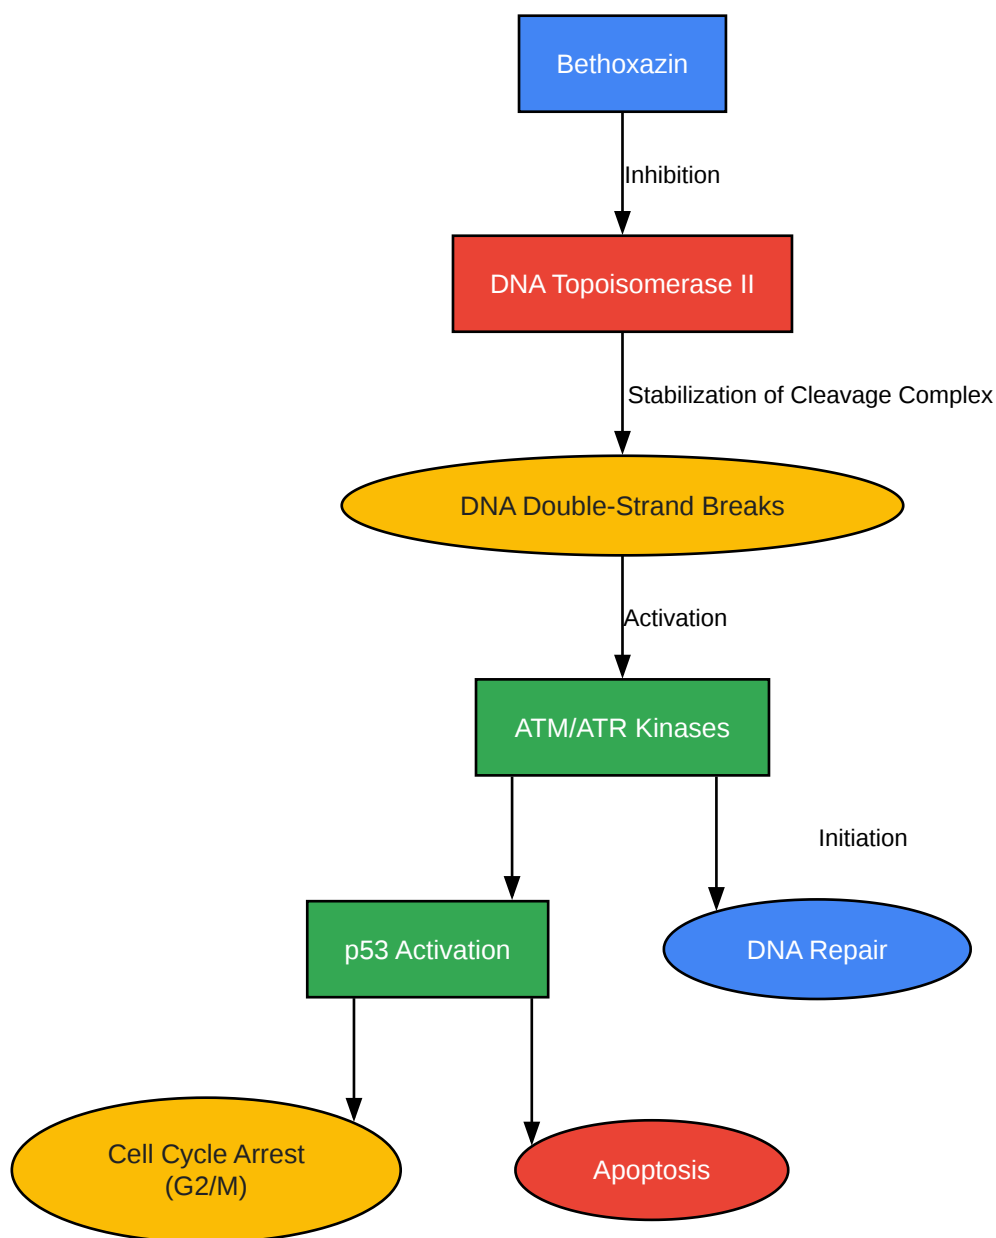 Bethoxazin
Inhibition
DNA Topoisomerase II
Stabilization of Cleavage Complex
DNA Double-Strand Breaks
Activation
ATM/ATR Kinases
Initiation
p53 Activation
DNA Repair
Cell Cycle Arrest
(G2/M)
Apoptosis